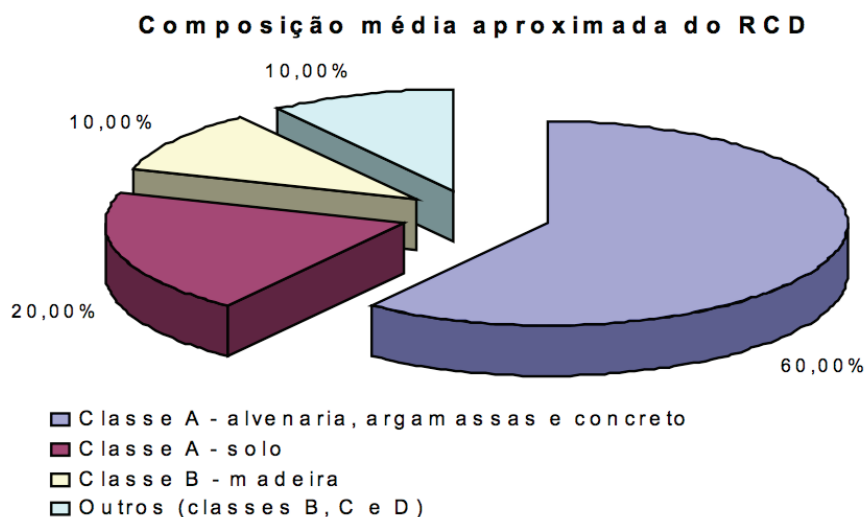 Composição média aproximada do RCD
10,00%
10,00%
20,00%
60,00%
Classe A - alvenaria, argamassas e concreto
Classe A - solo
Classe B - madeira
Outros (classes B, C e D)